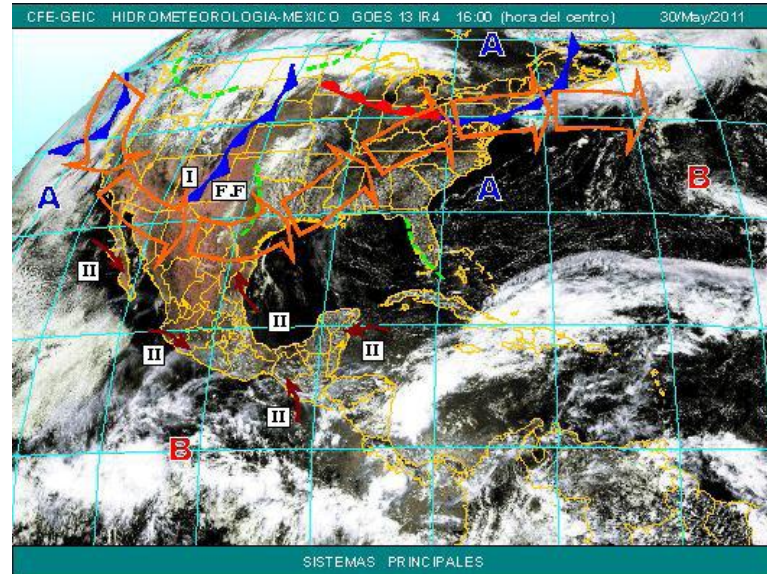 CFE-GEIC HIDROMETEOROLOGIA-MEXICO GOES 13 IR4 16:00 (hora del centro) 30/May/2011
A
I
A
F.F
A
B
II
II
II
II
B
II
SISTEMAS PRINCIPALES